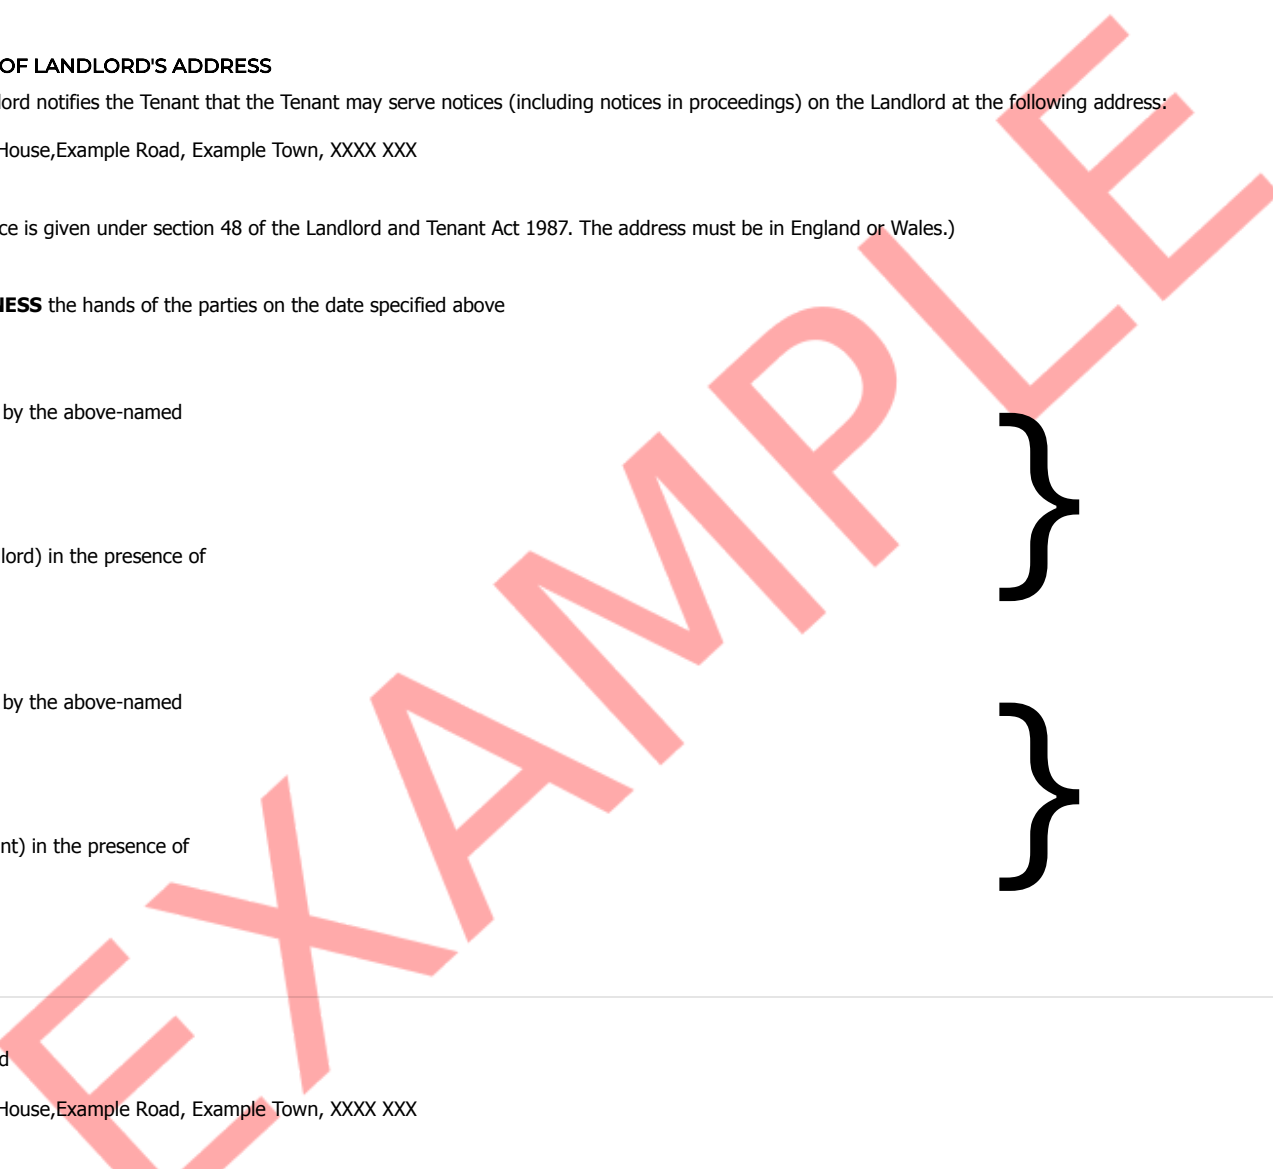 OF LANDLORD'S ADDRESS
lord notifies the Tenant that the Tenant may serve notices (including notices in proceedings) on the Landlord at the following address:
House,Example Road, Example Town, XXXX XXX
ce is given under section 48 of the Landlord and Tenant Act 1987. The address must be in England or Wales.)
NESS the hands of the parties on the date specified above
by the above-named
}
lord) in the presence of
by the above-named
}
nt) in the presence of
d
House,Example Road, Example Town, XXXX XXX
EXAMPLE